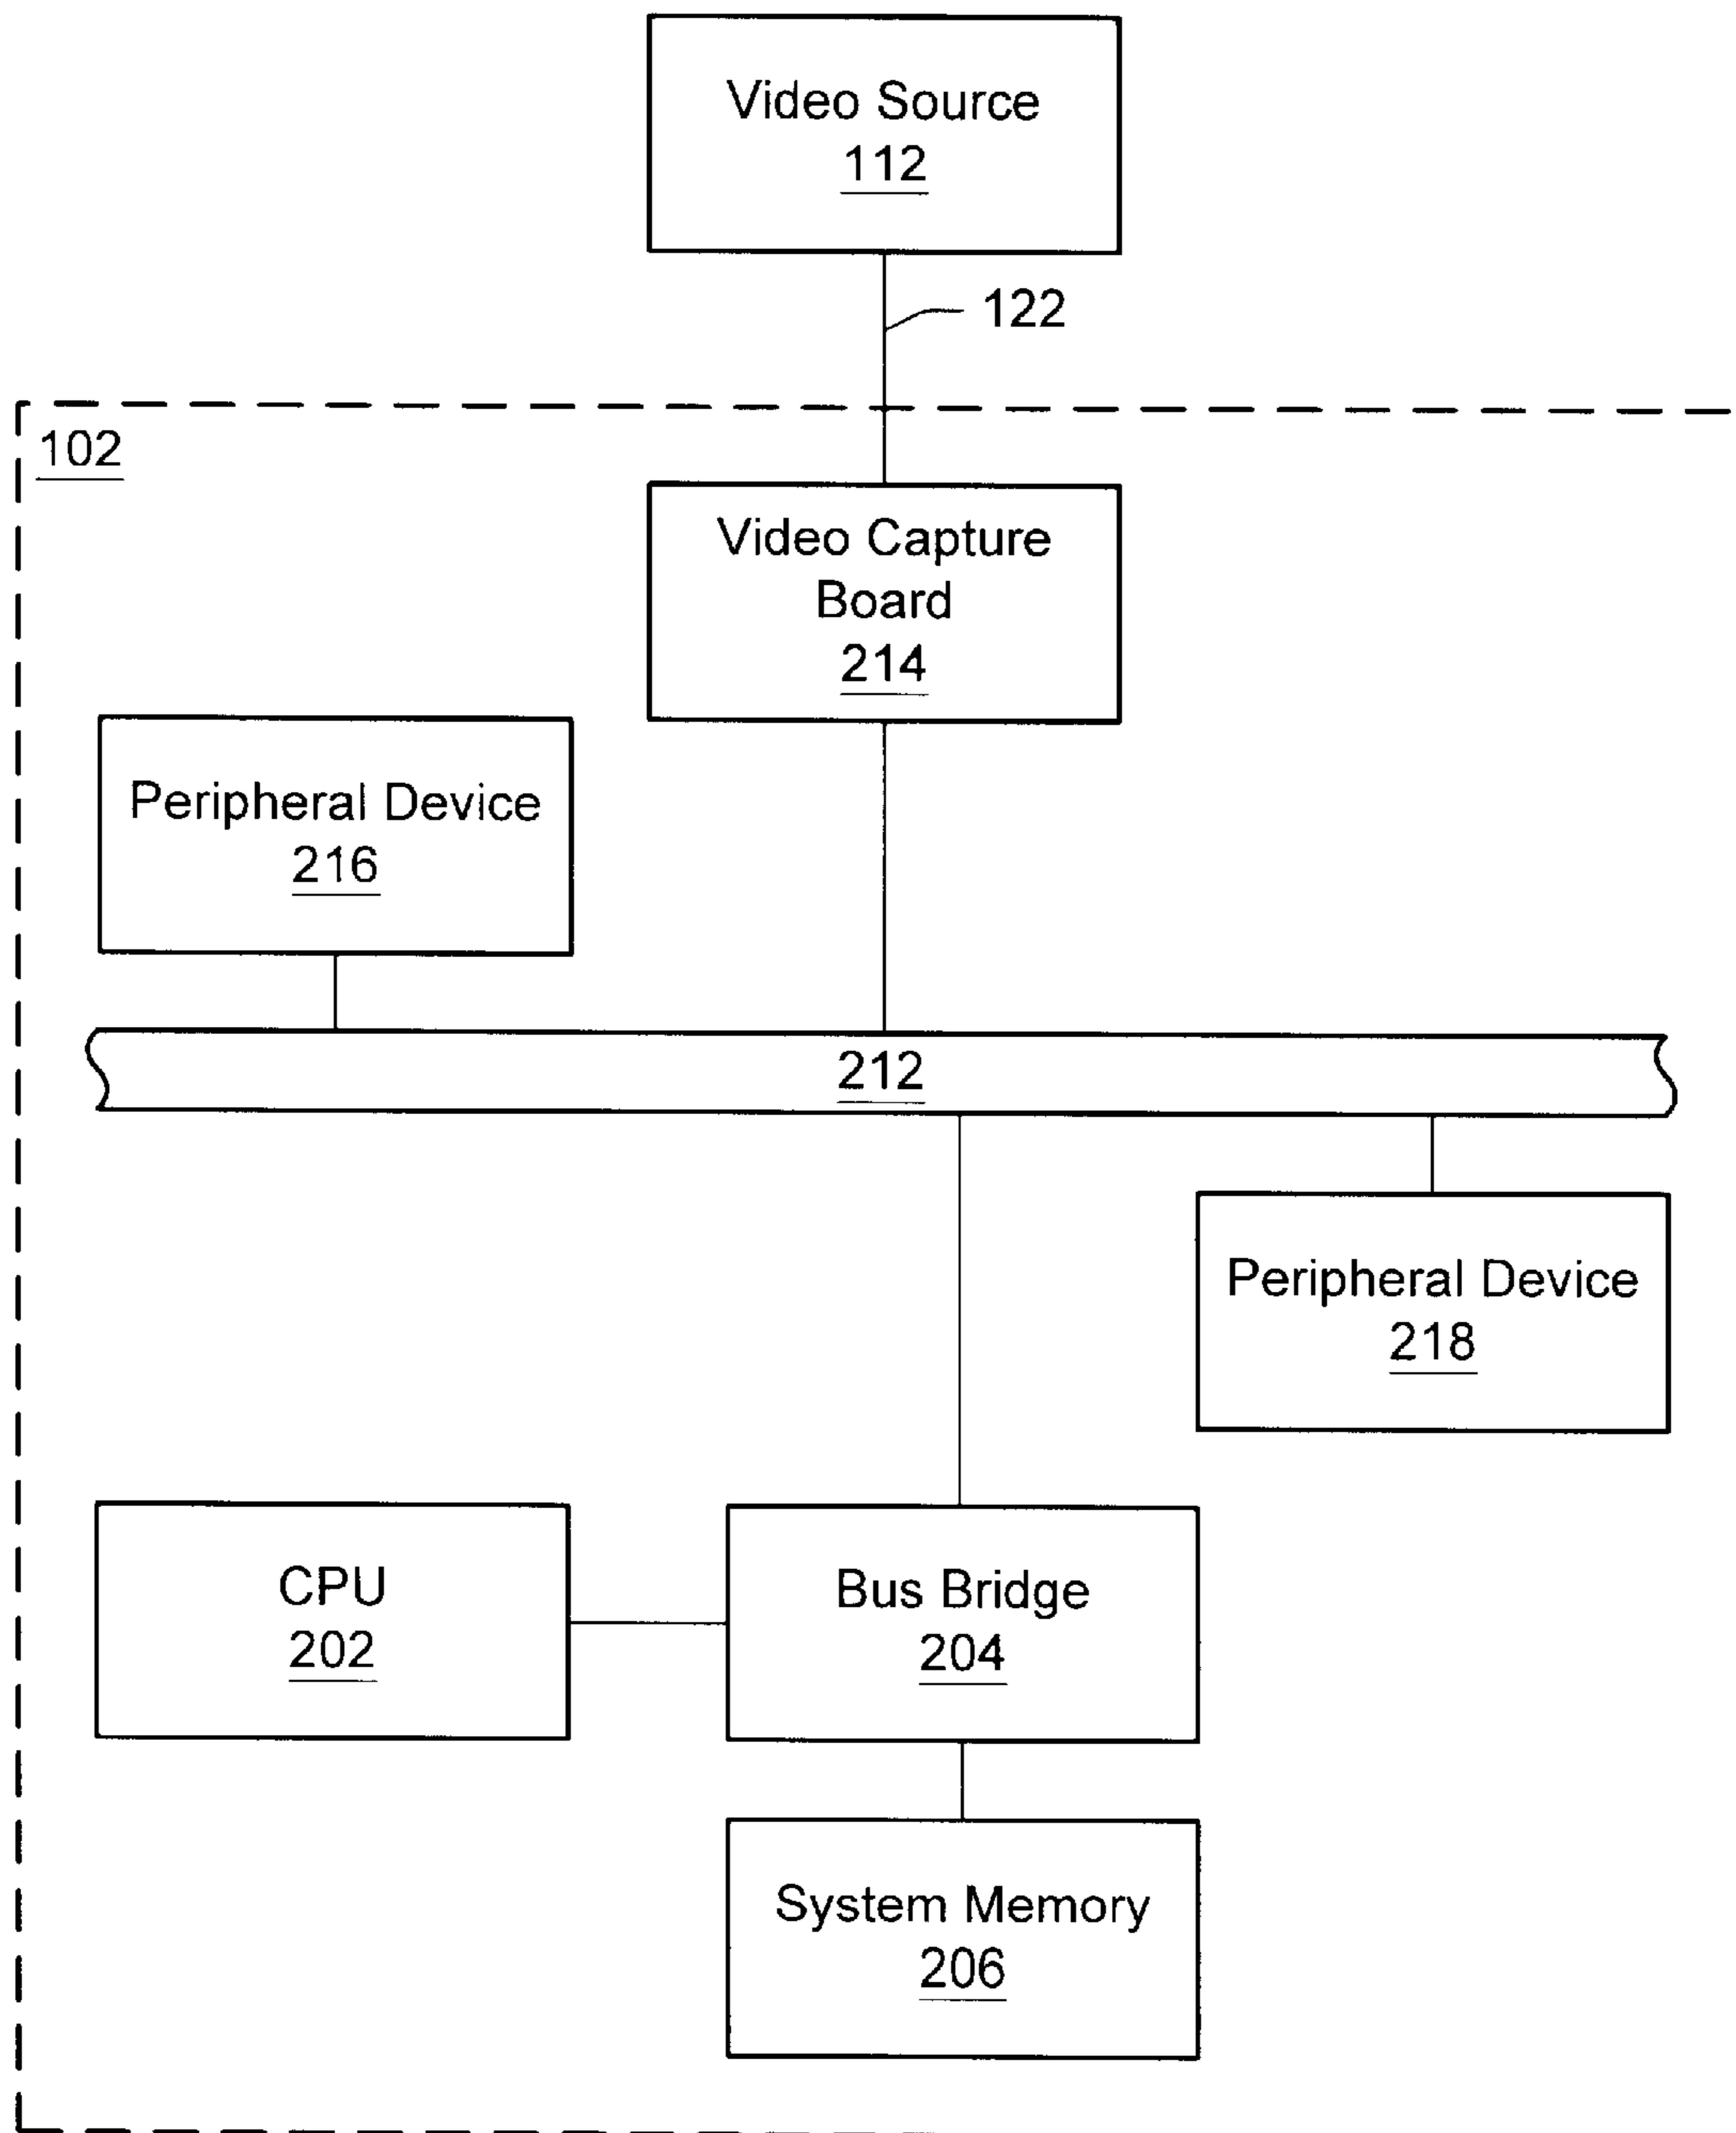 Video Source
112
122
102
Video Capture
Board
214
Peripheral Device
216
212
Peripheral Device
218
CPU
202
Bus Bridge
204
System Memory
206